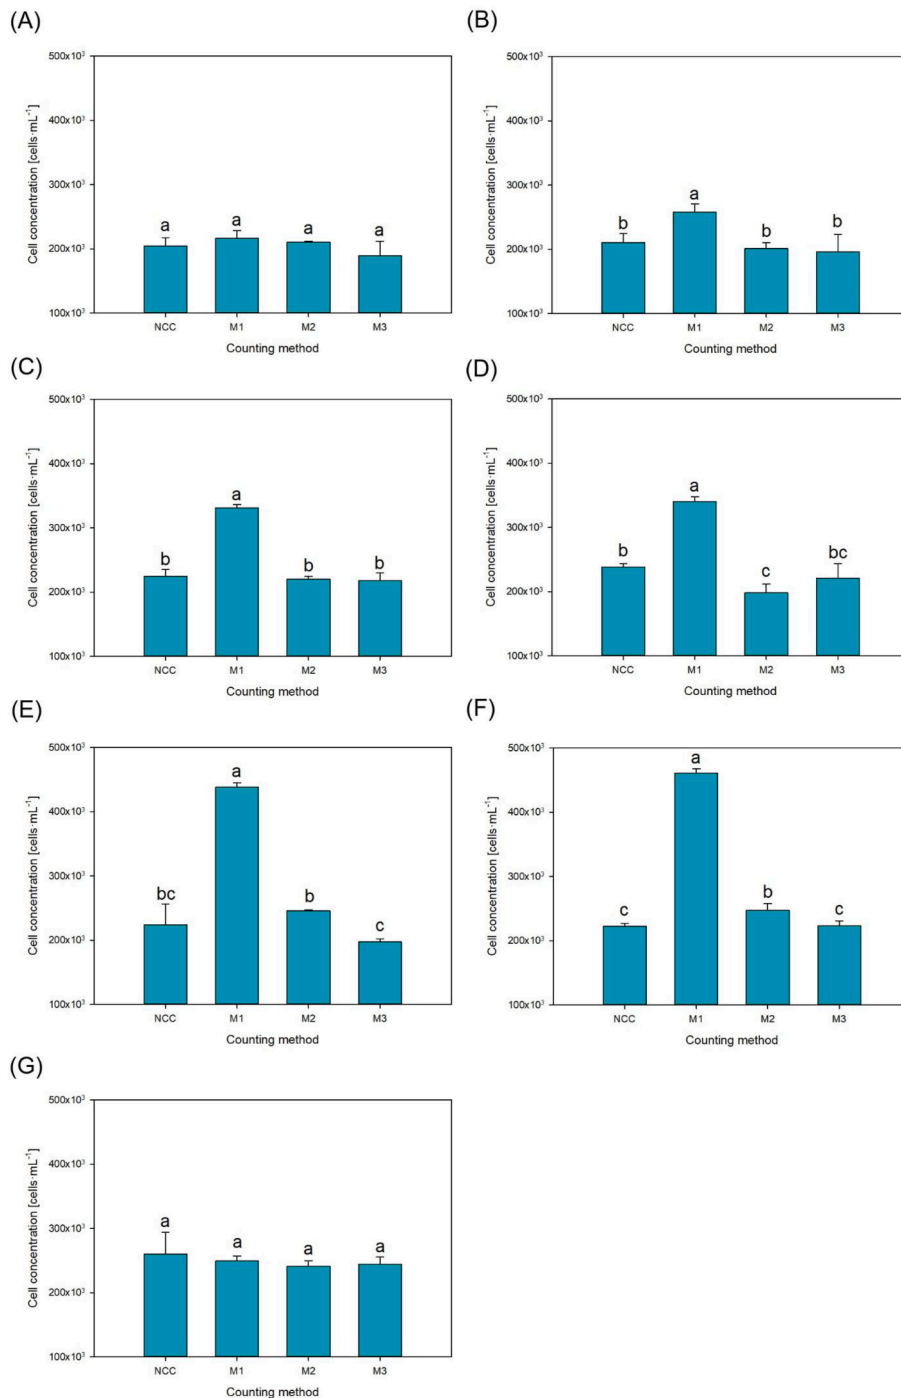 (A)
500x10³
400x10³
300x10³
200x10³
100x10³
Cell concentration [cells·mL⁻¹]
a
a
a
a
NCC
M1
M2
M3
Counting method
(B)
500x10³
400x10³
300x10³
200x10³
100x10³
Cell concentration [cells·mL⁻¹]
b
a
b
b
NCC
M1
M2
M3
Counting method
(C)
500x10³
400x10³
300x10³
200x10³
100x10³
Cell concentration [cells·mL⁻¹]
b
a
b
b
NCC
M1
M2
M3
Counting method
(D)
500x10³
400x10³
300x10³
200x10³
100x10³
Cell concentration [cells·mL⁻¹]
b
a
c
bc
NCC
M1
M2
M3
Counting method
(E)
500x10³
400x10³
300x10³
200x10³
100x10³
Cell concentration [cells·mL⁻¹]
bc
a
b
c
NCC
M1
M2
M3
Counting method
(F)
500x10³
400x10³
300x10³
200x10³
100x10³
Cell concentration [cells·mL⁻¹]
c
a
b
c
NCC
M1
M2
M3
Counting method
(G)
500x10³
400x10³
300x10³
200x10³
100x10³
Cell concentration [cells·mL⁻¹]
a
a
a
a
NCC
M1
M2
M3
Counting method